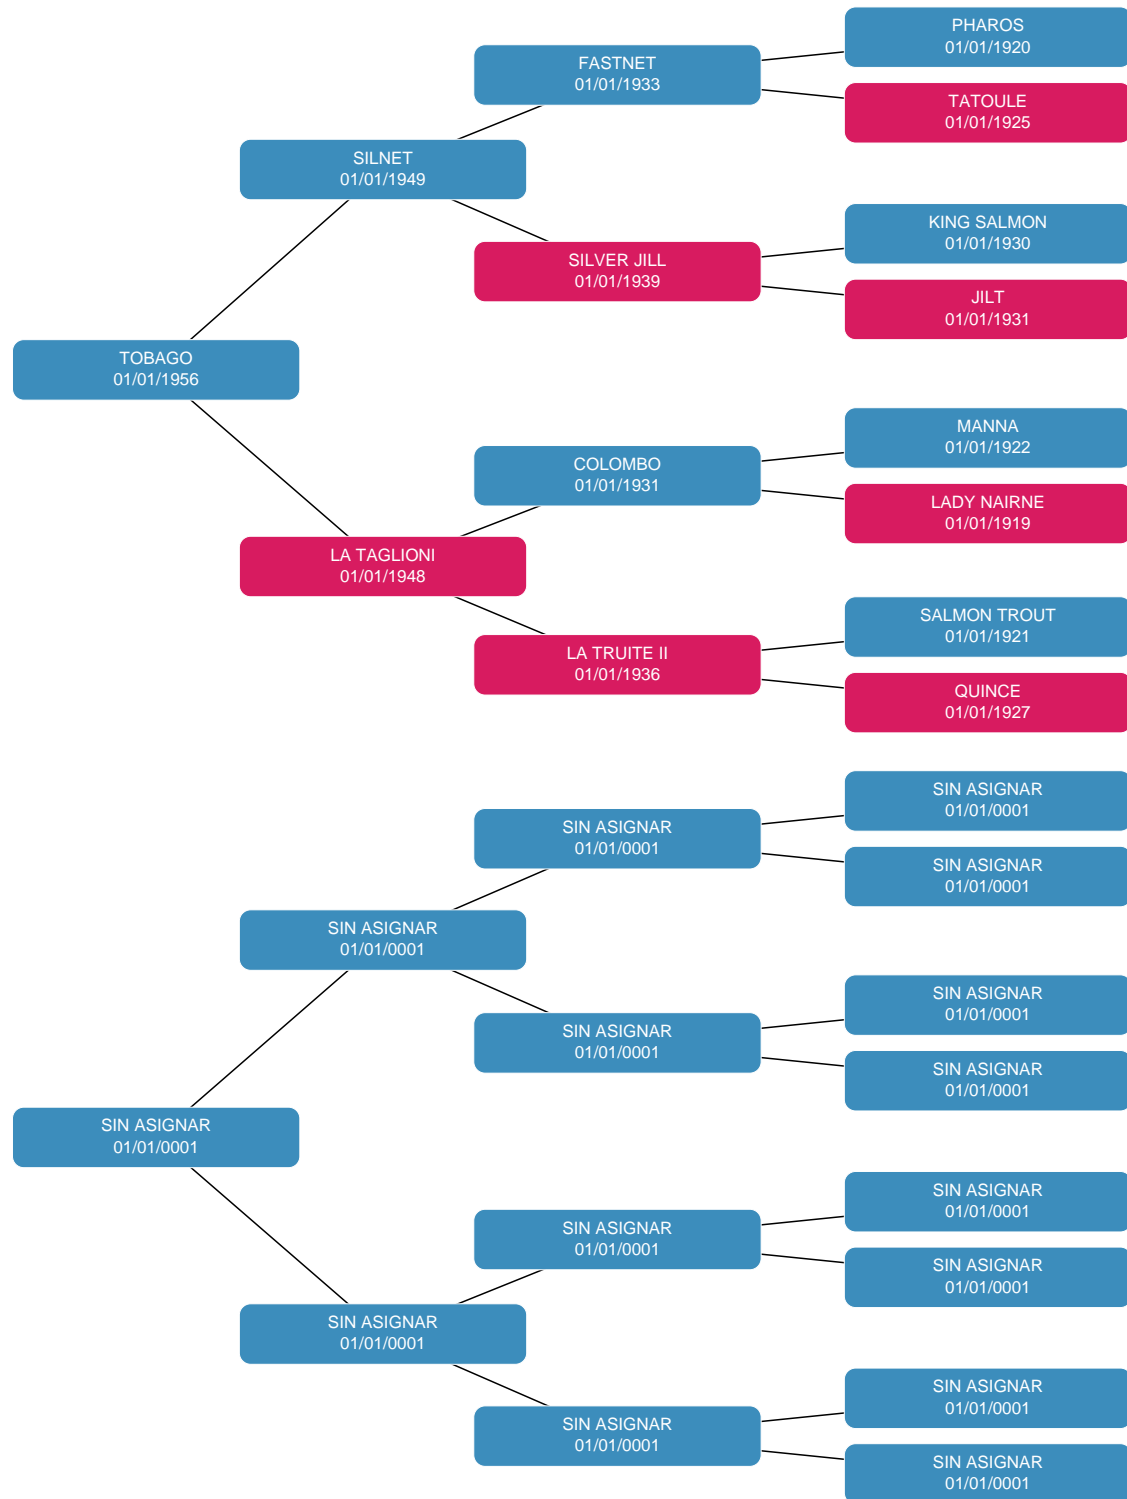 PHAROS
01/01/1920
FASTNET
01/01/1933
TATOULE
01/01/1925
SILNET
01/01/1949
KING SALMON
01/01/1930
SILVER JILL
01/01/1939
JILT
01/01/1931
TOBAGO
01/01/1956
MANNA
01/01/1922
COLOMBO
01/01/1931
LADY NAIRNE
01/01/1919
LA TAGLIONI
01/01/1948
SALMON TROUT
01/01/1921
LA TRUITE II
01/01/1936
QUINCE
01/01/1927
SIN ASIGNAR
01/01/0001
SIN ASIGNAR
01/01/0001
SIN ASIGNAR
01/01/0001
SIN ASIGNAR
01/01/0001
SIN ASIGNAR
01/01/0001
SIN ASIGNAR
01/01/0001
SIN ASIGNAR
01/01/0001
SIN ASIGNAR
01/01/0001
SIN ASIGNAR
01/01/0001
SIN ASIGNAR
01/01/0001
SIN ASIGNAR
01/01/0001
SIN ASIGNAR
01/01/0001
SIN ASIGNAR
01/01/0001
SIN ASIGNAR
01/01/0001
SIN ASIGNAR
01/01/0001